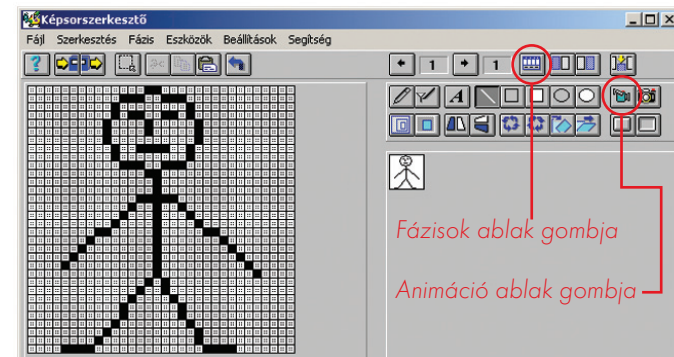 Képsorszerkesztő
Fájl Szerkesztés Fázis Eszközök Beállítások Segítség
? 1 1
A
Fázisok ablak gombja
Animáció ablak gombja